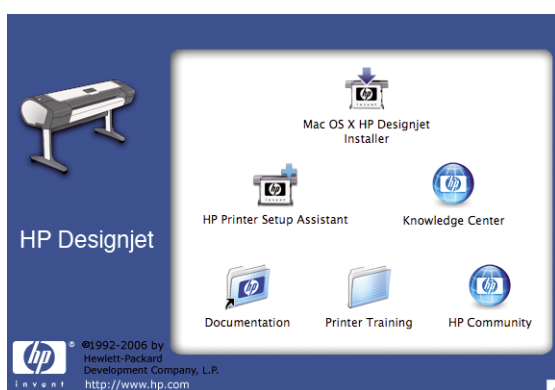 Mac OS X HP Designjet
Installer
HP Printer Setup Assistant
Knowledge Center
HP Designjet
Documentation
Printer Training
HP Community
hp
®
invent
©1992-2006 by
Hewlett-Packard
Development Company, L.P.
http://www.hp.com